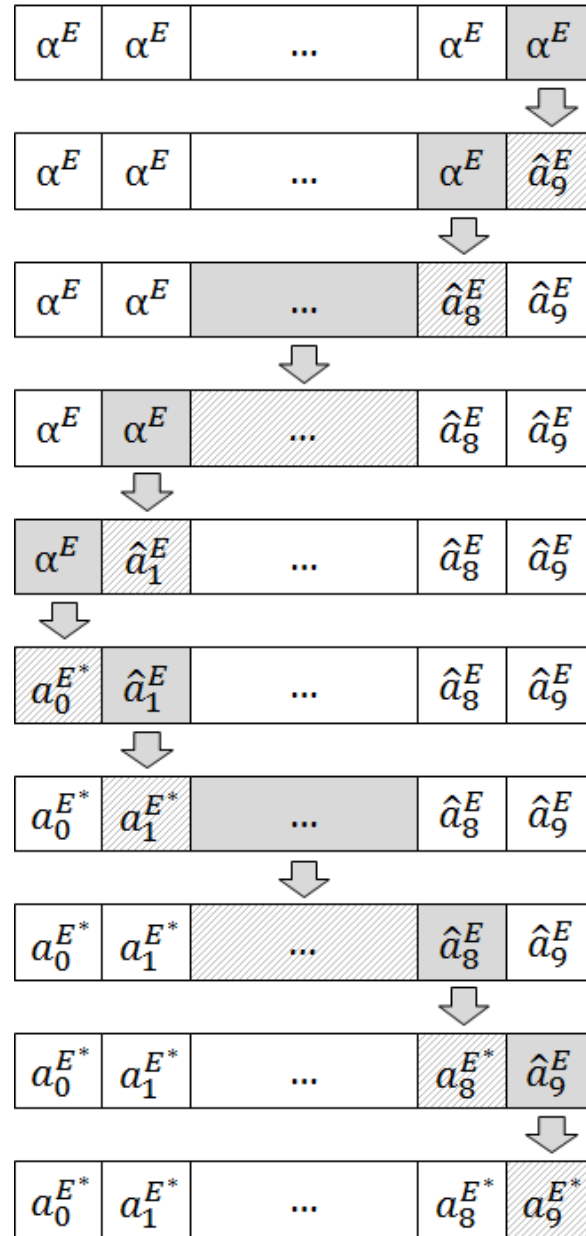 α^E α^E ... α^E α^E
α^E α^E ... α^E â_9^E
α^E α^E ... â_8^E â_9^E
α^E α^E ... â_8^E â_9^E
α^E â_1^E ... â_8^E â_9^E
a_0^{E*} â_1^E ... â_8^E â_9^E
a_0^{E*} a_1^{E*} ... â_8^E â_9^E
a_0^{E*} a_1^{E*} ... â_8^E â_9^E
a_0^{E*} a_1^{E*} ... a_8^{E*} â_9^E
a_0^{E*} a_1^{E*} ... a_8^{E*} a_9^{E*}